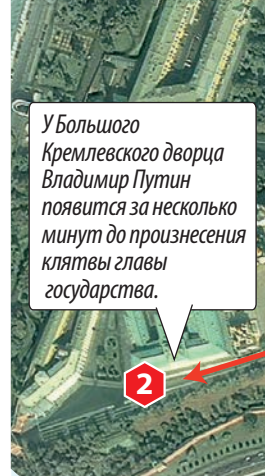 У Большого
Кремлевского дворца
Владимир Путин
появится за несколько
минут до произнесения
клятвы главы
государства.
2